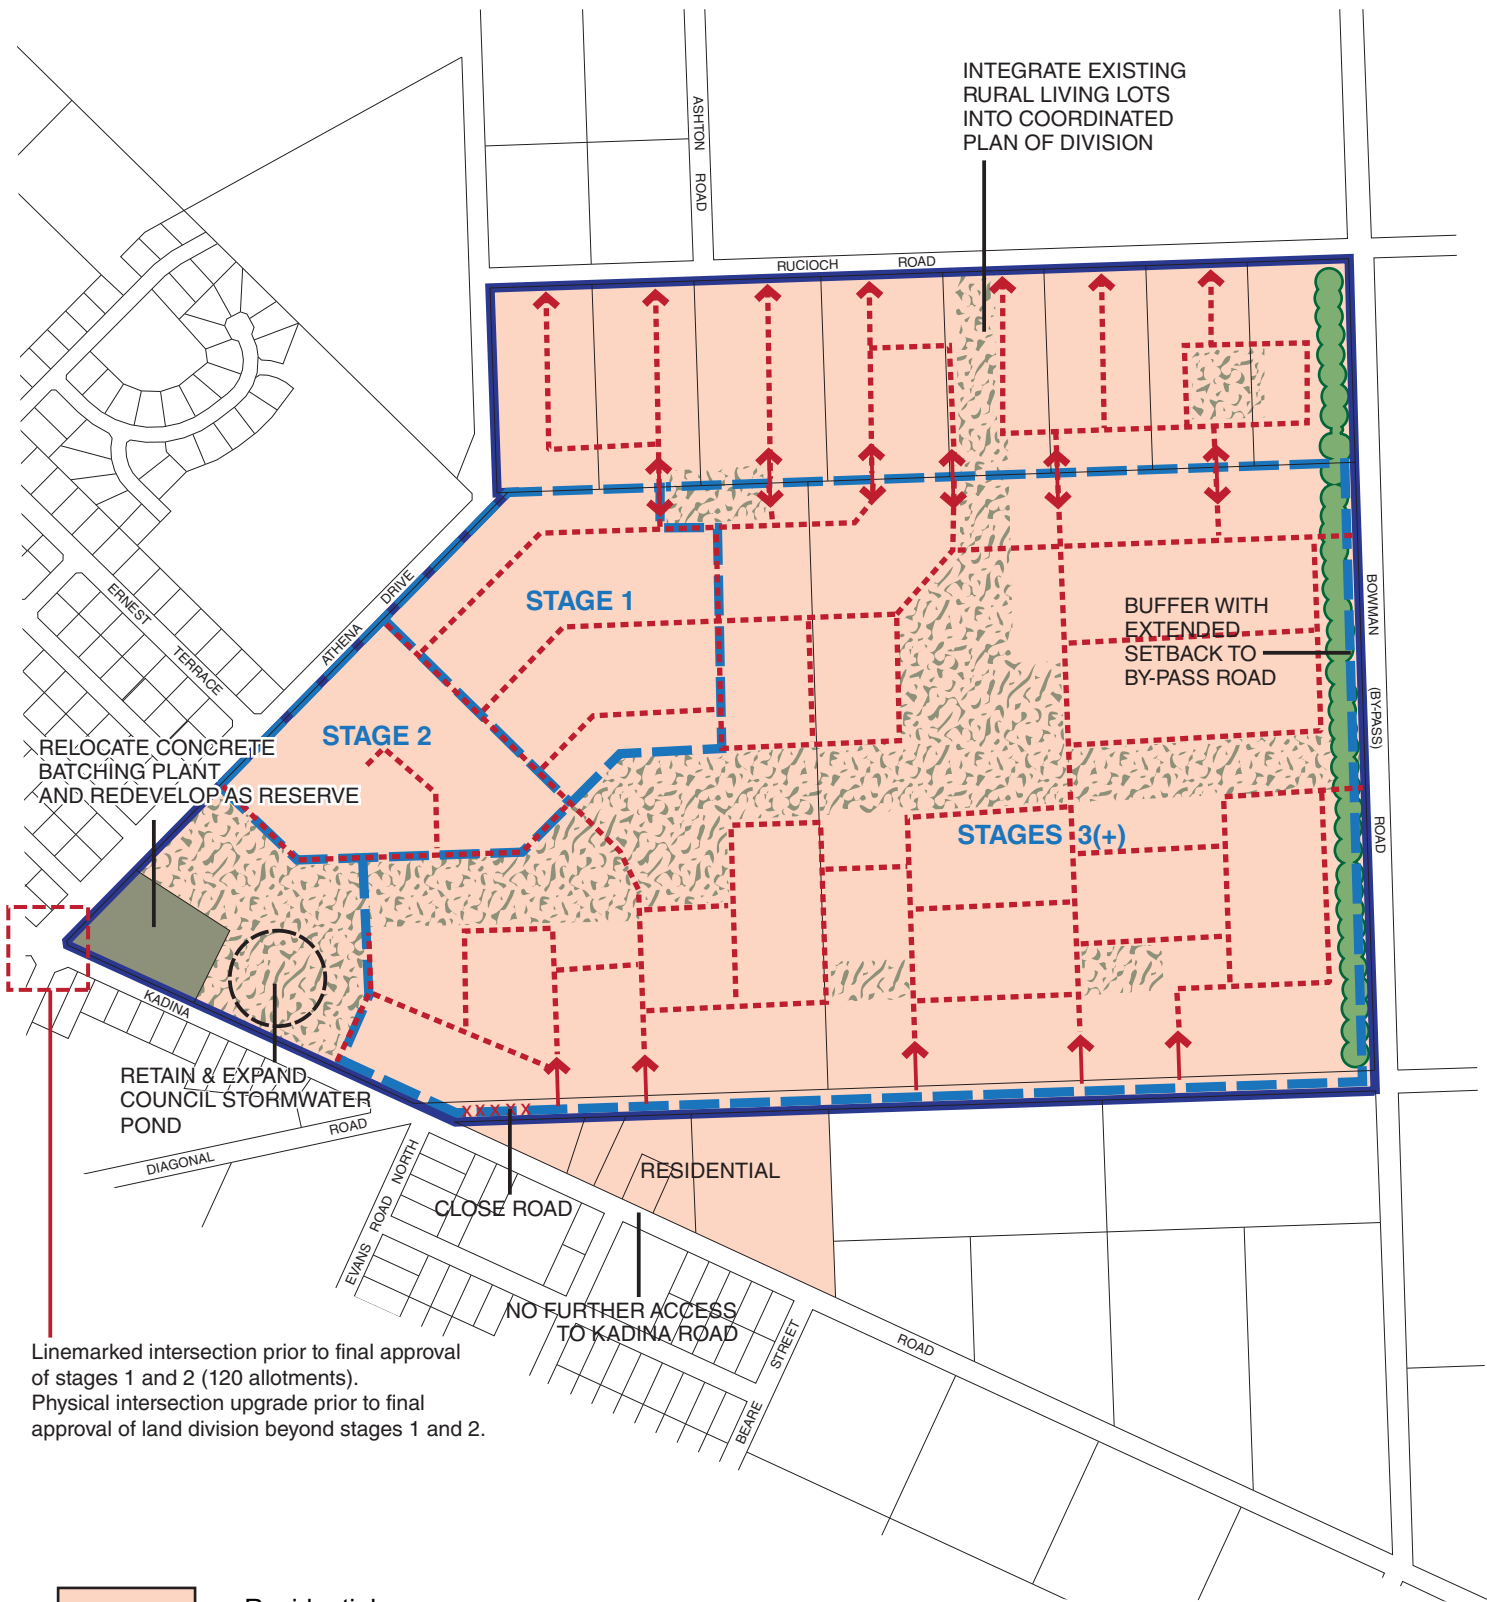 INTEGRATE EXISTING
RURAL LIVING LOTS
INTO COORDINATED
PLAN OF DIVISION
ASHTON ROAD
RUCIOCH ROAD
STAGE 1
ATHENA DRIVE
ERNEST TERRACE
BUFFER WITH
EXTENDED
SETBACK TO
BY-PASS ROAD
BOWMAN (BY-PASS) ROAD
STAGE 2
RELOCATE CONCRETE
BATCHING PLANT
AND REDEVELOP AS RESERVE
STAGES 3(+)
KADINA
RETAIN & EXPAND
COUNCIL STORMWATER
POND
XXXXX
DIAGONAL ROAD
EVANS ROAD NORTH
RESIDENTIAL
CLOSE ROAD
NO FURTHER ACCESS
TO KADINA ROAD
ROAD
BEARE STREET
Linemarked intersection prior to final approval
of stages 1 and 2 (120 allotments).
Physical intersection upgrade prior to final
approval of land division beyond stages 1 and 2.
Residential